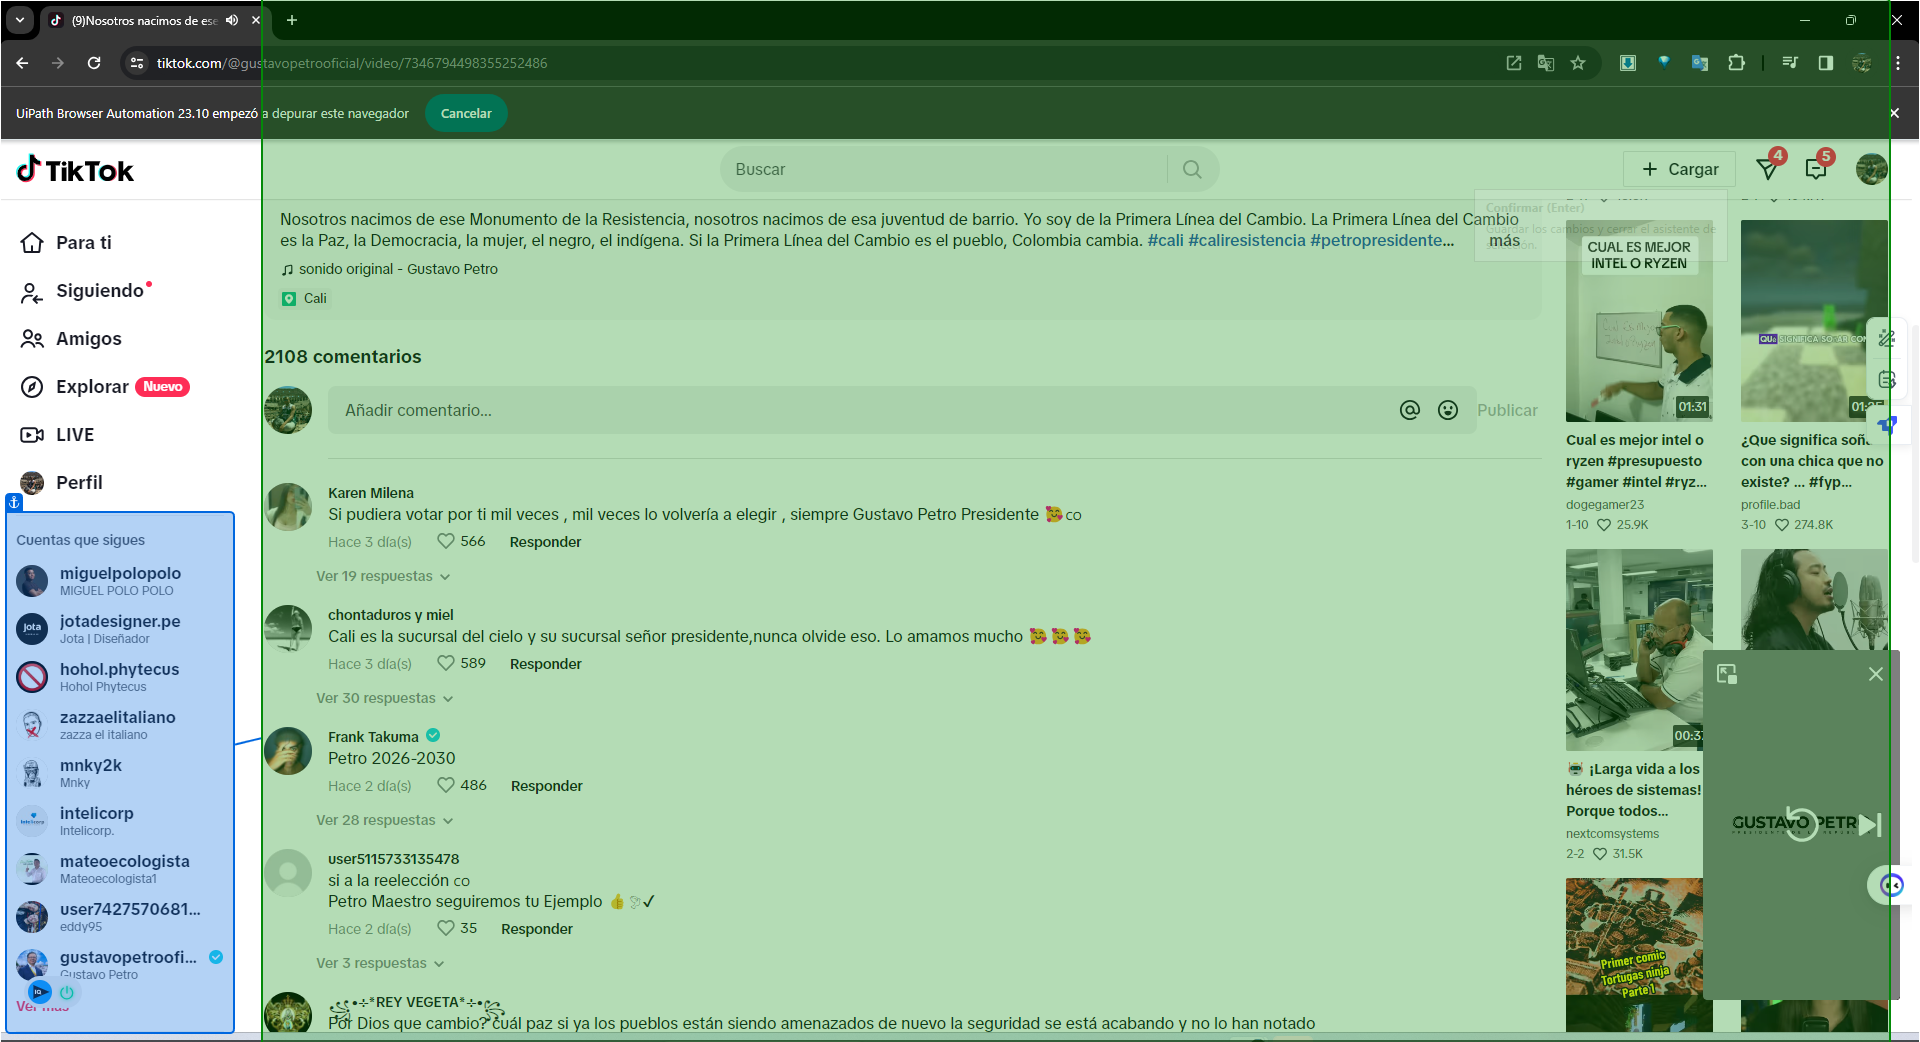 (9)Nosotros nacimos de ese
tiktok.com/@gustavopetrooficial/video/7346794498355252486
UiPath Browser Automation 23.10 empezó a depurar este navegador
Cancelar
TikTok
Buscar
Cargar
4
5
Para ti
Siguiendo
Amigos
Explorar Nuevo
LIVE
Perfil
Cuentas que sigues
miguelpolopolo
MIGUEL POLO POLO
jotadesigner.pe
Jota | Diseñador
hohol.phytecus
Hohol Phytecus
zazzaelitaliano
zazza el italiano
mnky2k
Mnky
intelicorp
Intelicorp.
mateoecologista
Mateoecologista1
user7427570681...
eddy95
gustavopetroofi...
Gustavo Petro
Ver más
Nosotros nacimos de ese Monumento de la Resistencia, nosotros nacimos de esa juventud de barrio. Yo soy de la Primera Línea del Cambio. La Primera Línea del Cambio
es la Paz, la Democracia, la mujer, el negro, el indígena. Si la Primera Línea del Cambio es el pueblo, Colombia cambia. #cali #caliresistencia #petropresidente... más
sonido original - Gustavo Petro
Cali
Confirmar (Enter)
Guardar los cambios y cerrar el asistente de
selección.
2108 comentarios
Añadir comentario...
Publicar
Karen Milena
Si pudiera votar por ti mil veces , mil veces lo volvería a elegir , siempre Gustavo Petro Presidente 🥰co
Hace 3 día(s) 566 Responder
Ver 19 respuestas
chontaduros y miel
Cali es la sucursal del cielo y su sucursal señor presidente,nunca olvide eso. Lo amamos mucho 🥰🥰🥰
Hace 3 día(s) 589 Responder
Ver 30 respuestas
Frank Takuma
Petro 2026-2030
Hace 2 día(s) 486 Responder
Ver 28 respuestas
user5115733135478
si a la reelección co
Petro Maestro seguiremos tu Ejemplo 👍🕊✔
Hace 2 día(s) 35 Responder
Ver 3 respuestas
꧁•⊹*REY VEGETA*⊹•꧂
Por Dios que cambio? cuál paz si ya los pueblos están siendo amenazados de nuevo la seguridad se está acabando y no lo han notado
CUAL ES MEJOR
INTEL O RYZEN
01:31
Cual es mejor intel o
ryzen #presupuesto
#gamer #intel #ryz...
dogegamer23
1-10 25.9K
QUé SIGNIFICA SOñAR CON
¿Que significa soñ
con una chica que no
existe? ... #fyp...
profile.bad
3-10 274.8K
00:37
¡Larga vida a los
héroes de sistemas!
Porque todos...
nextcomsystems
2-2 31.5K
GUSTAVO PETRO
Primer comic
Tortugas ninja
Parte 1